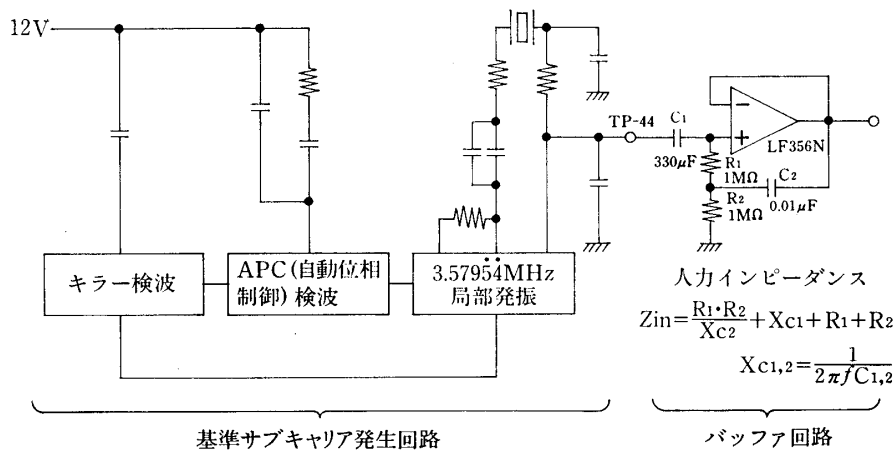 12V
TP-44
C1
330μF
R1
1MΩ
R2
1MΩ
C2
0.01μF
−
+
LF356N
キラー検波
APC(自動位相
制御)検波
3.57954MHz
局部発振
人力インピーダンス
Zin=R1・R2/XC2+XC1+R1+R2
XC1,2=1/2πfC1,2
基準サブキャリア発生回路
バッファ回路